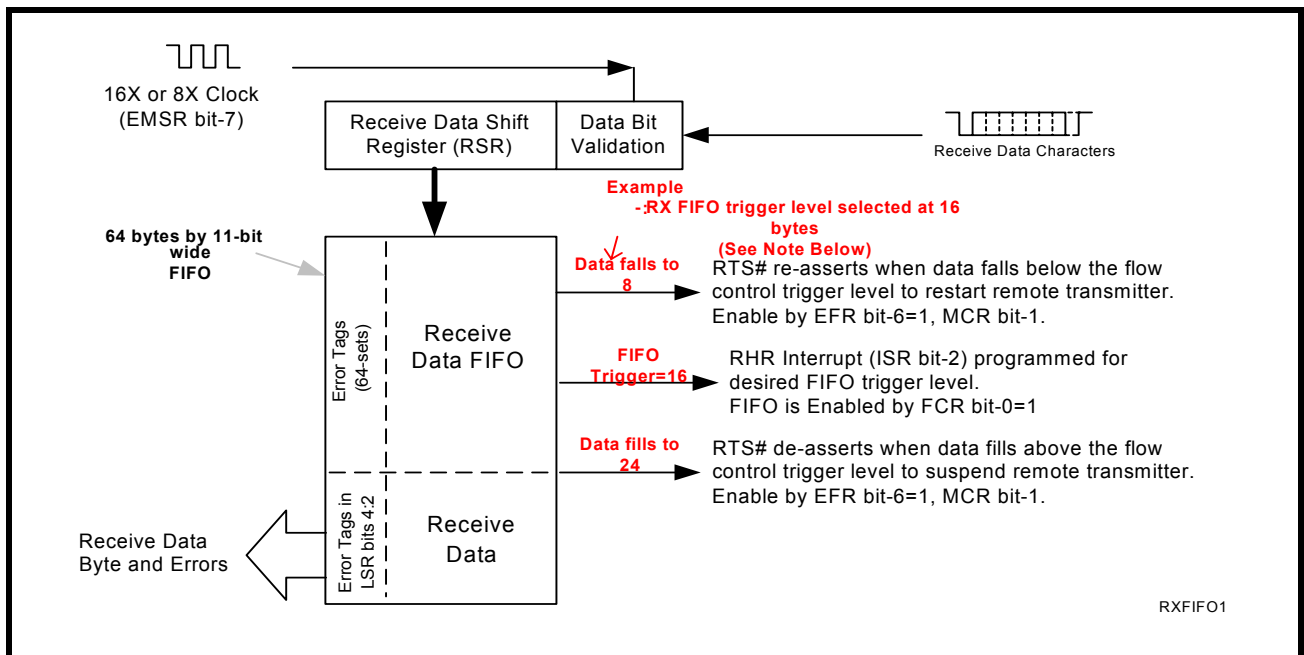 16X or 8X Clock
(EMSR bit-7)
Receive Data Shift
Register (RSR)
Data Bit
Validation
Receive Data Characters
Example
-:RX FIFO trigger level selected at 16
bytes
(See Note Below)
64 bytes by 11-bit
wide
FIFO
Data falls to
8
RTS# re-asserts when data falls below the flow
control trigger level to restart remote transmitter.
Enable by EFR bit-6=1, MCR bit-1.
Error Tags
(64-sets)
Receive
Data FIFO
FIFO
Trigger=16
RHR Interrupt (ISR bit-2) programmed for
desired FIFO trigger level.
FIFO is Enabled by FCR bit-0=1
Data fills to
24
RTS# de-asserts when data fills above the flow
control trigger level to suspend remote transmitter.
Enable by EFR bit-6=1, MCR bit-1.
Error Tags in
LSR bits 4:2
Receive
Data
Receive Data
Byte and Errors
RXFIFO1